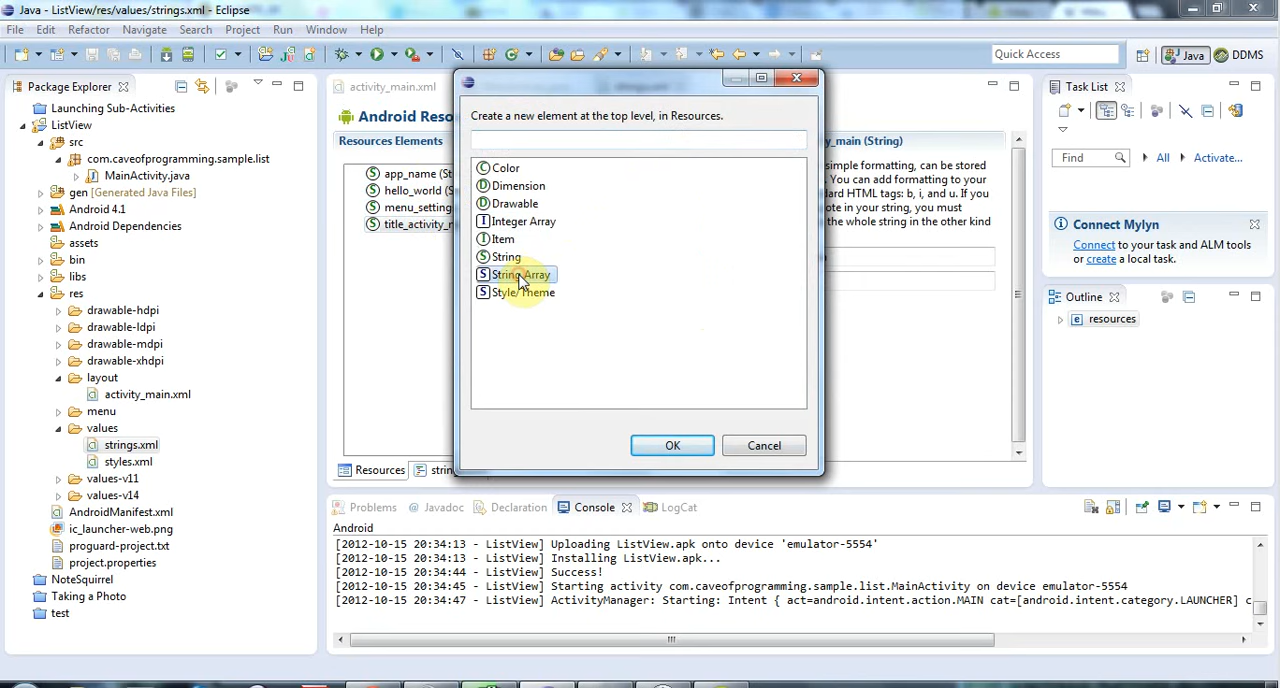 Java - ListView/res/values/strings.xml - Eclipse
File Edit Refactor Navigate Search Project Run Window Help
Quick Access
Java
DDMS
Package Explorer
Launching Sub-Activities
ListView
src
com.caveofprogramming.sample.list
MainActivity.java
gen [Generated Java Files]
Android 4.1
Android Dependencies
assets
bin
libs
res
drawable-hdpi
drawable-ldpi
drawable-mdpi
drawable-xhdpi
layout
activity_main.xml
menu
values
strings.xml
styles.xml
values-v11
values-v14
AndroidManifest.xml
ic_launcher-web.png
proguard-project.txt
project.properties
NoteSquirrel
Taking a Photo
test
activity_main.xml
Android Reso
Resources Elements
app_name (St
hello_world (
menu_setting
title_activity_n
Resources
Create a new element at the top level, in Resources.
Color
Dimension
Drawable
Integer Array
Item
String
String Array
Style/Theme
OK
Cancel
y_main (String)
simple formatting, can be stored
. You can add formatting to your
dard HTML tags: b, i, and u. If you
ote in your string, you must
the whole string in the other kind
Task List
Find
All
Activate...
Connect Mylyn
Connect to your task and ALM tools
or create a local task.
Outline
resources
Problems
@ Javadoc
Declaration
Console
LogCat
Android
[2012-10-15 20:34:13 - ListView] Uploading ListView.apk onto device 'emulator-5554'
[2012-10-15 20:34:13 - ListView] Installing ListView.apk...
[2012-10-15 20:34:44 - ListView] Success!
[2012-10-15 20:34:45 - ListView] Starting activity com.caveofprogramming.sample.list.MainActivity on device emulator-5554
[2012-10-15 20:34:47 - ListView] ActivityManager: Starting: Intent { act=android.intent.action.MAIN cat=[android.intent.category.LAUNCHER] c